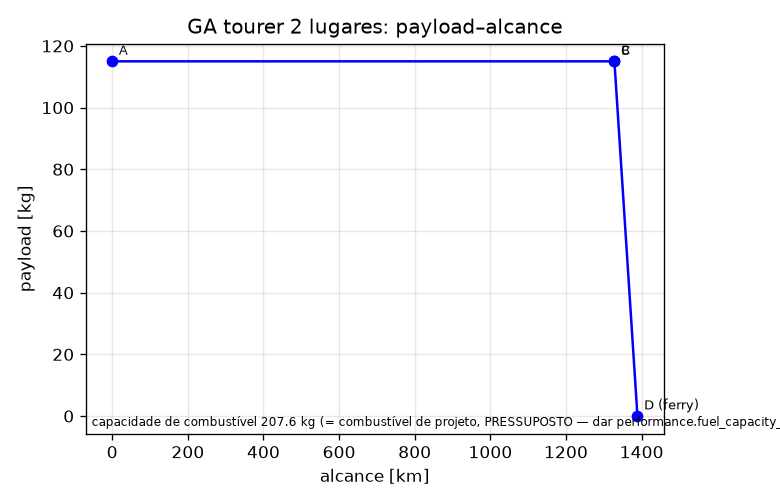 GA tourer 2 lugares: payload–alcance
120
100
80
60
40
20
0
payload [kg]
A
B
D (ferry)
capacidade de combustível 207.6 kg (= combustível de projeto, PRESSUPOSTO — dar performance.fuel_capacity_
0 200 400 600 800 1000 1200 1400
alcance [km]